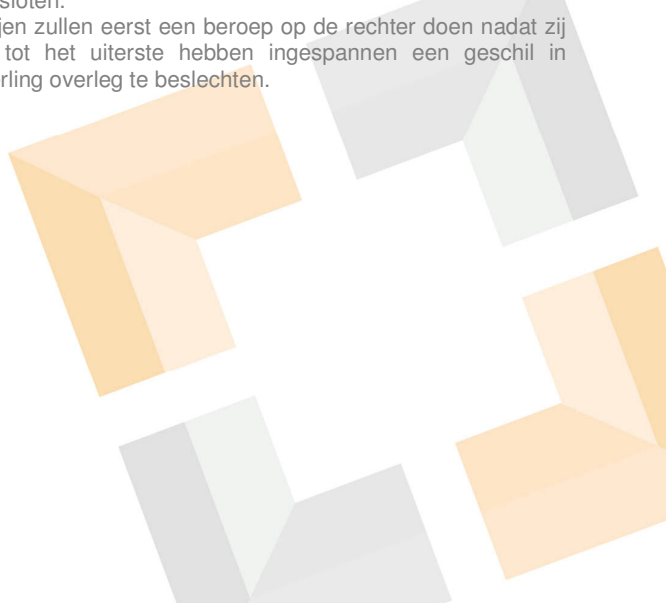 sloten.
jen zullen eerst een beroep op de rechter doen nadat zij
tot het uiterste hebben ingespannen een geschil in
rling overleg te beslechten.